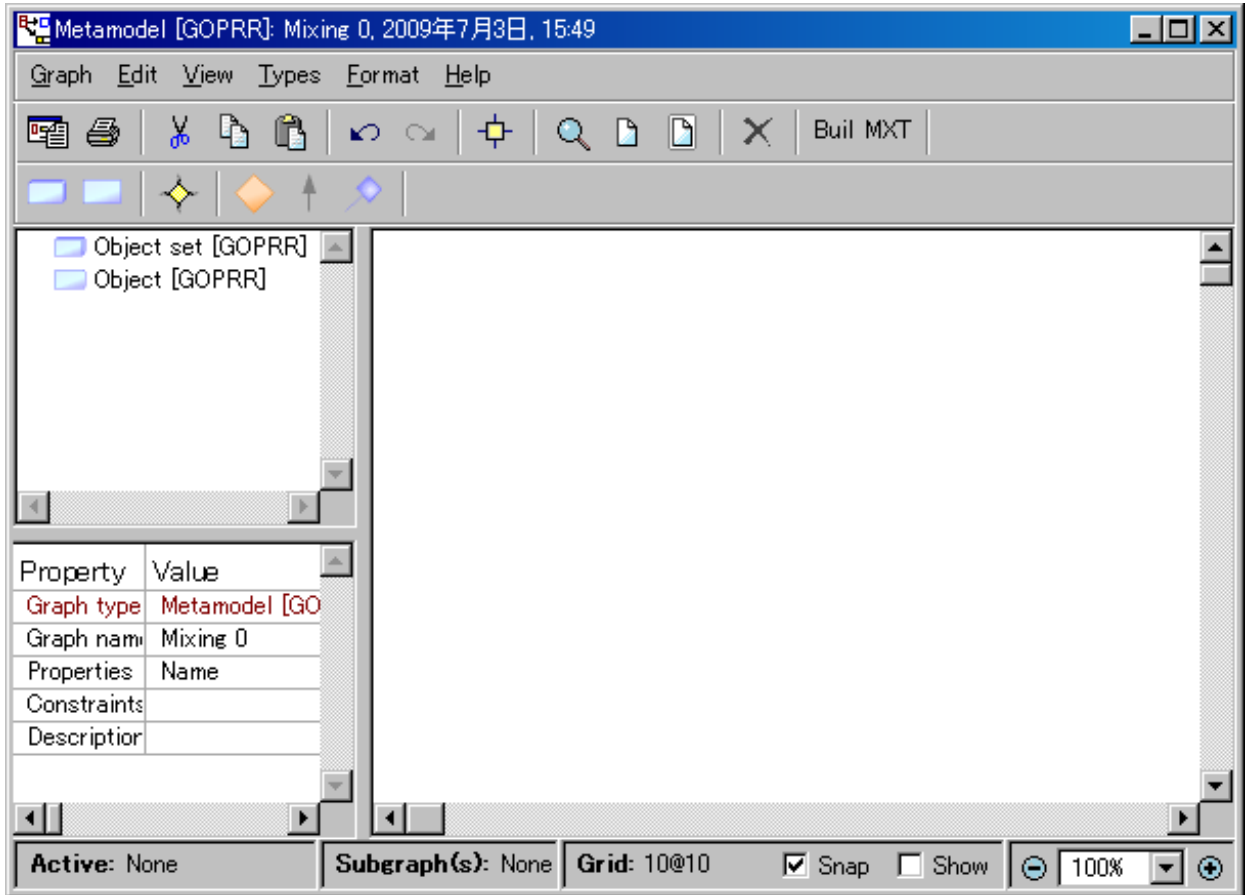 Metamodel [GOPRR]: Mixing 0, 2009年7月3日, 15:49
Graph Edit View Types Format Help
Buil MXT
Object set [GOPRR]
Object [GOPRR]
Property Value
Graph type Metamodel [GO
Graph nam Mixing 0
Properties Name
Constraints
Description
Active: None Subgraph(s): None Grid: 10@10 Snap Show 100%